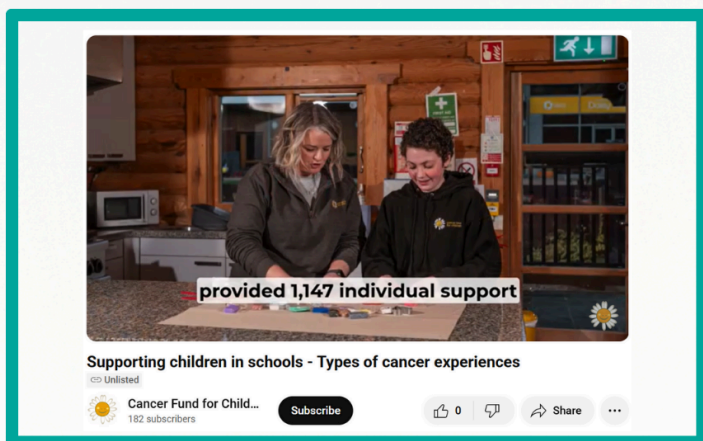 provided 1,147 individual support
Supporting children in schools - Types of cancer experiences
Unlisted
Cancer Fund for Child...
182 subscribers
Subscribe
0
Share